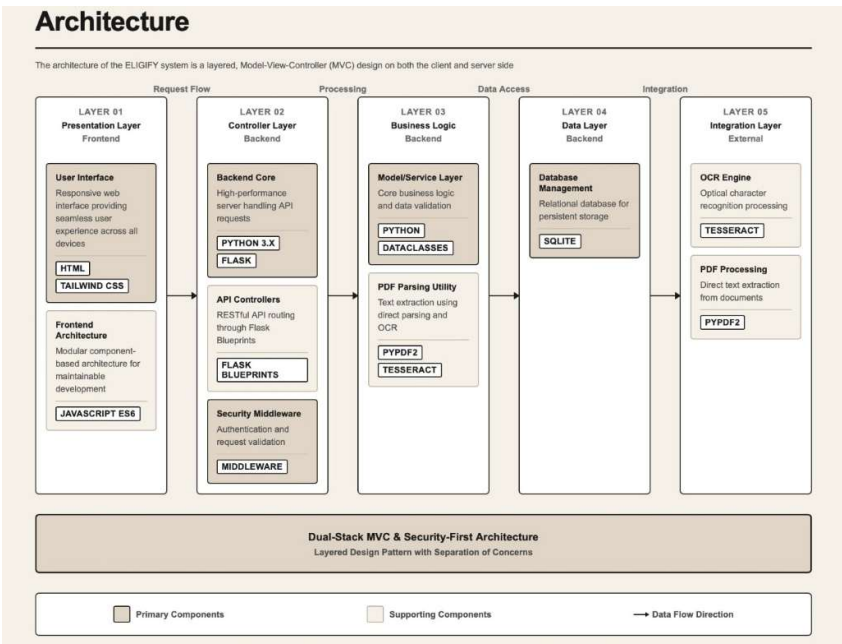 Architecture
The architecture of the ELIGIFY system is a layered, Model-View-Controller (MVC) design on both the client and server side
Request Flow
Processing
Data Access
Integration
LAYER 01
Presentation Layer
Frontend
User Interface
Responsive web
interface providing
seamless user
experience across all
devices
HTML
TAILWIND CSS
Frontend
Architecture
Modular component-
based architecture for
maintainable
development
JAVASCRIPT ES6
LAYER 02
Controller Layer
Backend
Backend Core
High-performance
server handling API
requests
PYTHON 3.X
FLASK
API Controllers
RESTful API routing
through Flask
Blueprints
FLASK
BLUEPRINTS
Security Middleware
Authentication and
request validation
MIDDLEWARE
LAYER 03
Business Logic
Backend
Model/Service Layer
Core business logic
and data validation
PYTHON
DATACLASSES
PDF Parsing Utility
Text extraction using
direct parsing and
OCR
PYPDF2
TESSERACT
LAYER 04
Data Layer
Backend
Database
Management
Relational database for
persistent storage
SQLITE
LAYER 05
Integration Layer
External
OCR Engine
Optical character
recognition processing
TESSERACT
PDF Processing
Direct text extraction
from documents
PYPDF2
Dual-Stack MVC & Security-First Architecture
Layered Design Pattern with Separation of Concerns
Primary Components
Supporting Components
Data Flow Direction